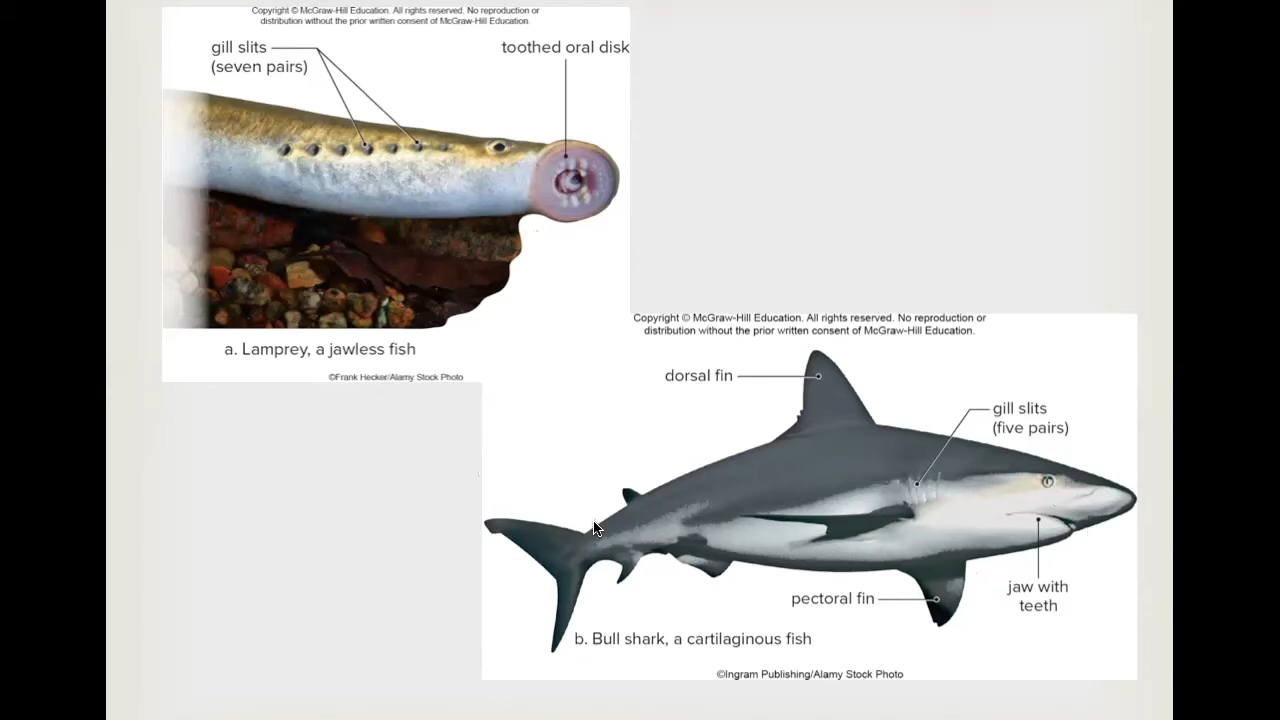 Copyright © McGraw-Hill Education. All rights reserved. No reproduction or
distribution without the prior written consent of McGraw-Hill Education.
gill slits
(seven pairs)
toothed oral disk
a. Lamprey, a jawless fish
©Frank Hecker/Alamy Stock Photo
Copyright © McGraw-Hill Education. All rights reserved. No reproduction or
distribution without the prior written consent of McGraw-Hill Education.
dorsal fin
gill slits
(five pairs)
pectoral fin
jaw with
teeth
b. Bull shark, a cartilaginous fish
©Ingram Publishing/Alamy Stock Photo